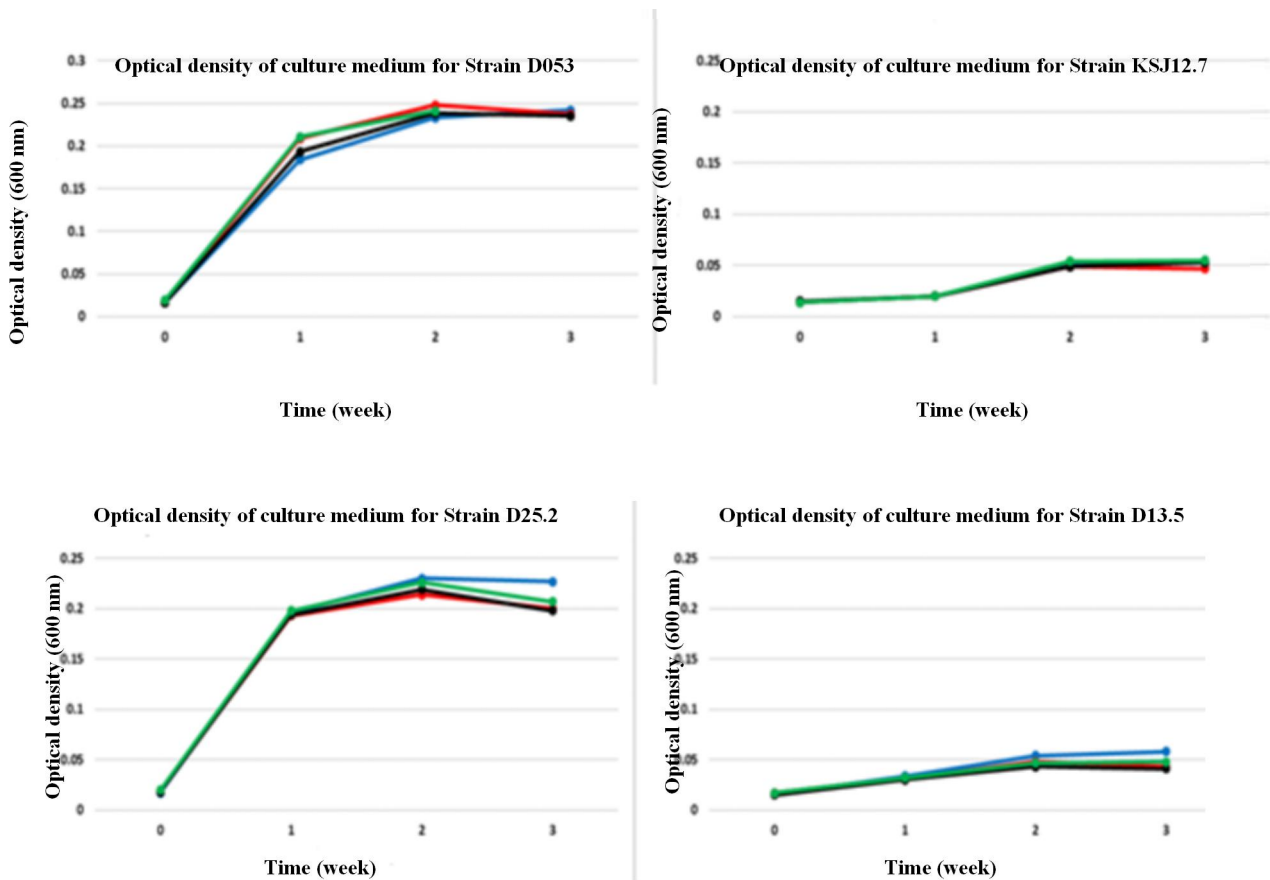 Optical density of culture medium for Strain D053
0.3
0.25
0.2
0.15
0.1
0.05
0
0 1 2 3
Optical density (600 nm)
Time (week)
Optical density of culture medium for Strain KSJ12.7
0.25
0.2
0.15
0.1
0.05
0
0 1 2 3
Optical density (600 nm)
Time (week)
Optical density of culture medium for Strain D25.2
0.25
0.2
0.15
0.1
0.05
0
0 1 2 3
Optical density (600 nm)
Time (week)
Optical density of culture medium for Strain D13.5
0.25
0.2
0.15
0.1
0.05
0
0 1 2 3
Optical density (600 nm)
Time (week)